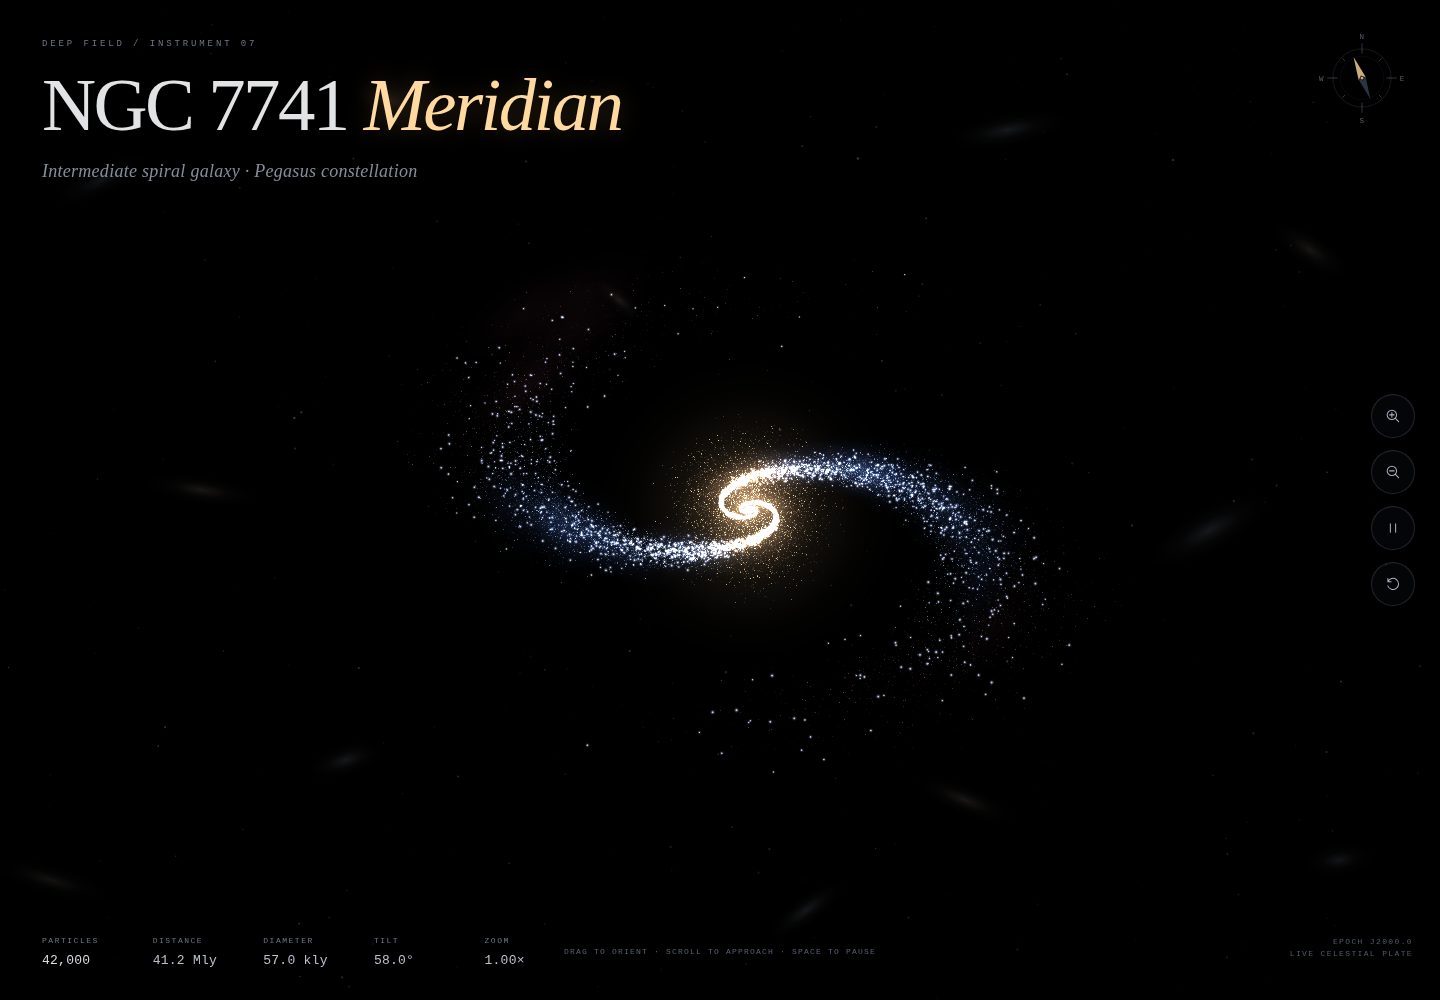 DEEP FIELD / INSTRUMENT 07
NGC 7741 Meridian
Intermediate spiral galaxy · Pegasus constellation
N
W E
S
PARTICLES
42,000
DISTANCE
41.2 Mly
DIAMETER
57.0 kly
TILT
58.0°
ZOOM
1.00×
DRAG TO ORIENT · SCROLL TO APPROACH · SPACE TO PAUSE
EPOCH J2000.0
LIVE CELESTIAL PLATE